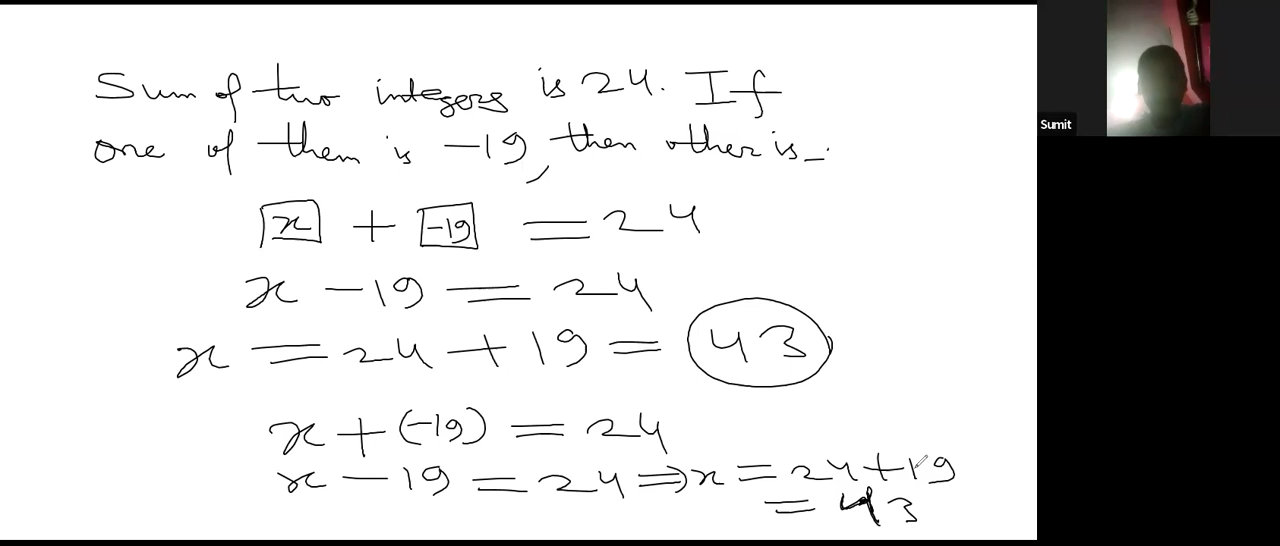 Sum of two integers is 24. If
one of them is -19, then other is_.
x + -19 = 24
x - 19 = 24
x = 24 + 19 = 43
x + (-19) = 24
x - 19 = 24 ⇒ x = 24 + 19
= 43
Sumit